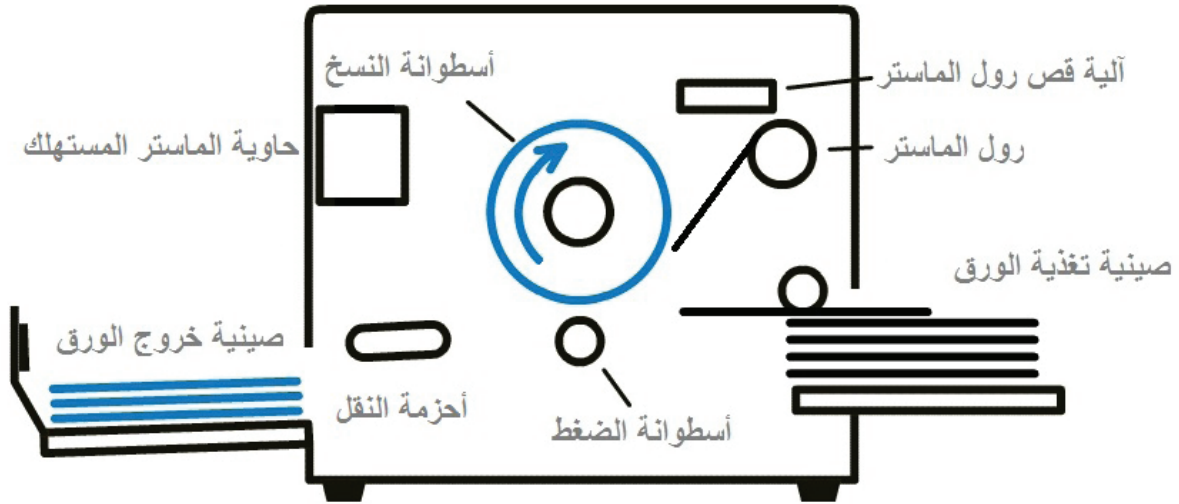 أسطوانة النسخ
آلية قص رول الماستر
حاوية الماستر المستهلك
رول الماستر
صينية تغذية الورق
صينية خروج الورق
أحزمة النقل
أسطوانة الضغط